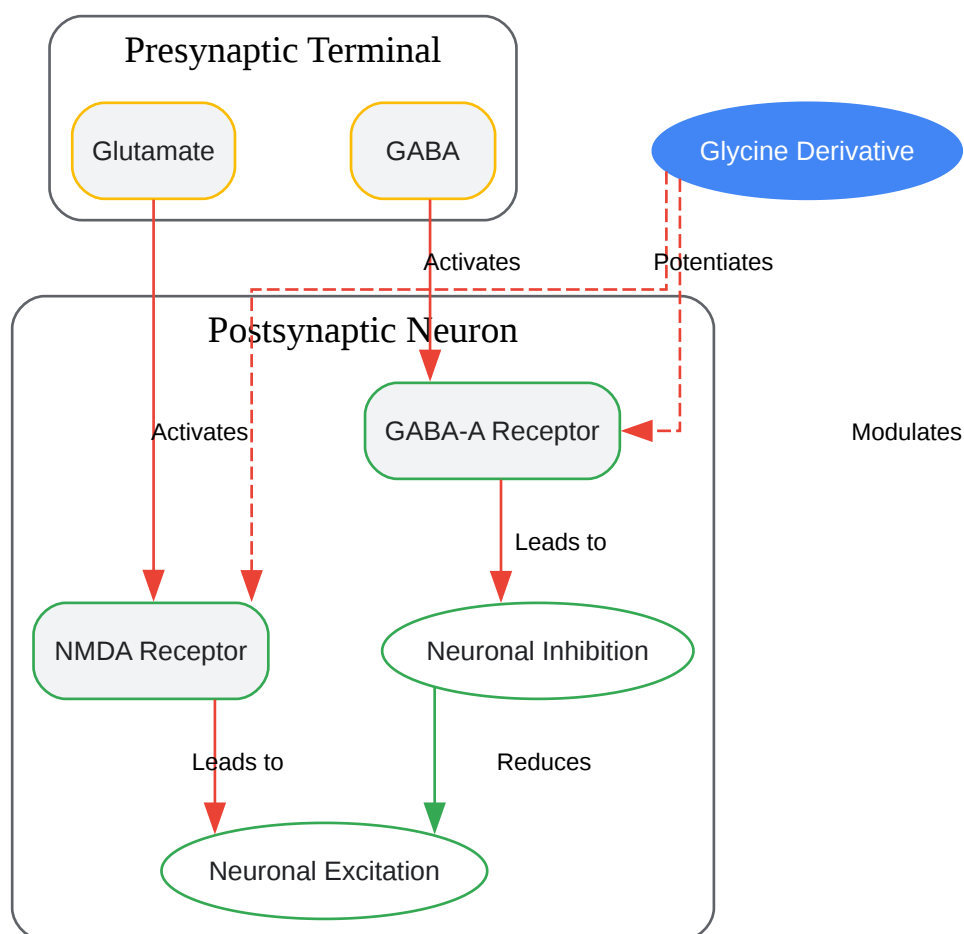 Presynaptic Terminal
Glutamate
GABA
Glycine Derivative
Activates
Potentiates
Postsynaptic Neuron
Activates
GABA-A Receptor
Modulates
Leads to
NMDA Receptor
Neuronal Inhibition
Leads to
Reduces
Neuronal Excitation